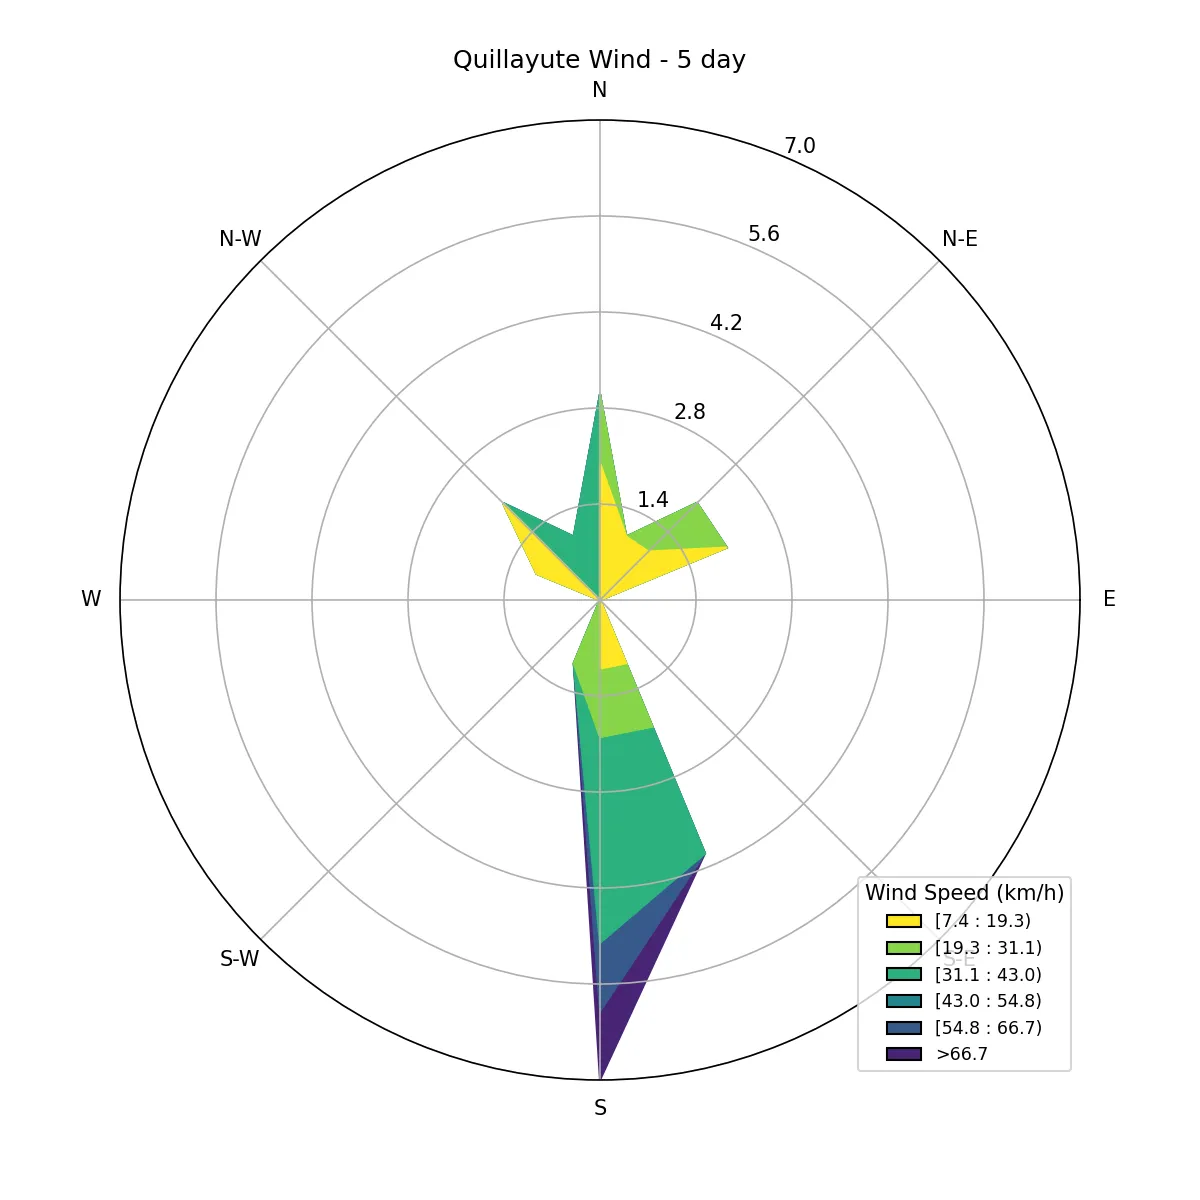 Quillayute Wind - 5 day
N
7.0
N-W
5.6
N-E
4.2
2.8
1.4
W
E
Wind Speed (km/h)
[7.4 : 19.3)
[19.3 : 31.1)
S-W
S-E
[31.1 : 43.0)
[43.0 : 54.8)
[54.8 : 66.7)
>66.7
S